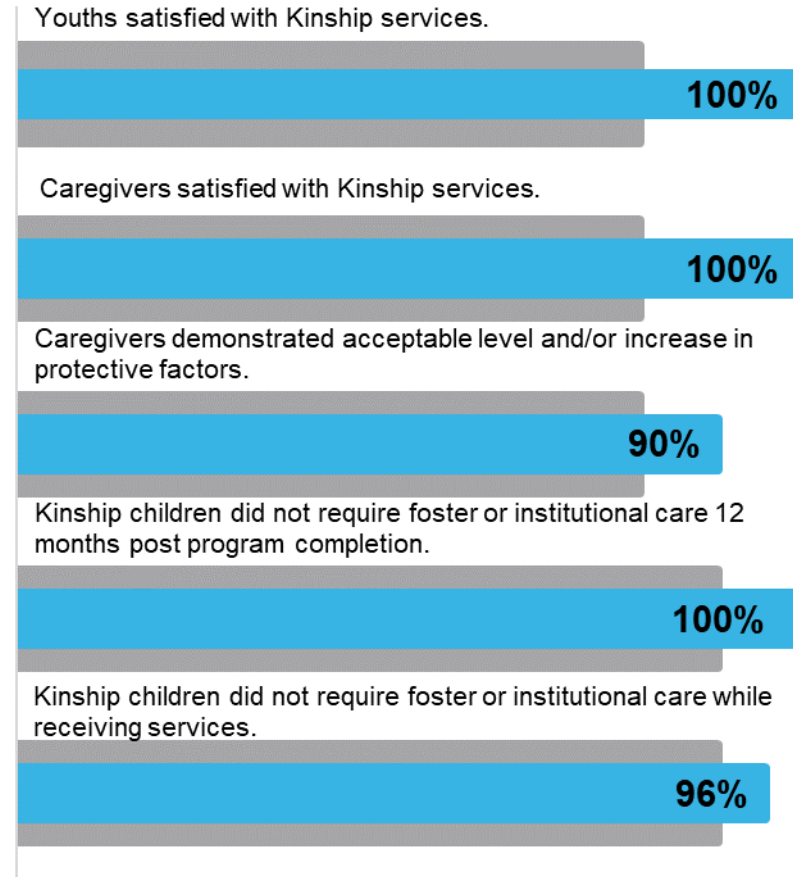 Youths satisfied with Kinship services.
100%
Caregivers satisfied with Kinship services.
100%
Caregivers demonstrated acceptable level and/or increase in
protective factors.
90%
Kinship children did not require foster or institutional care 12
months post program completion.
100%
Kinship children did not require foster or institutional care while
receiving services.
96%